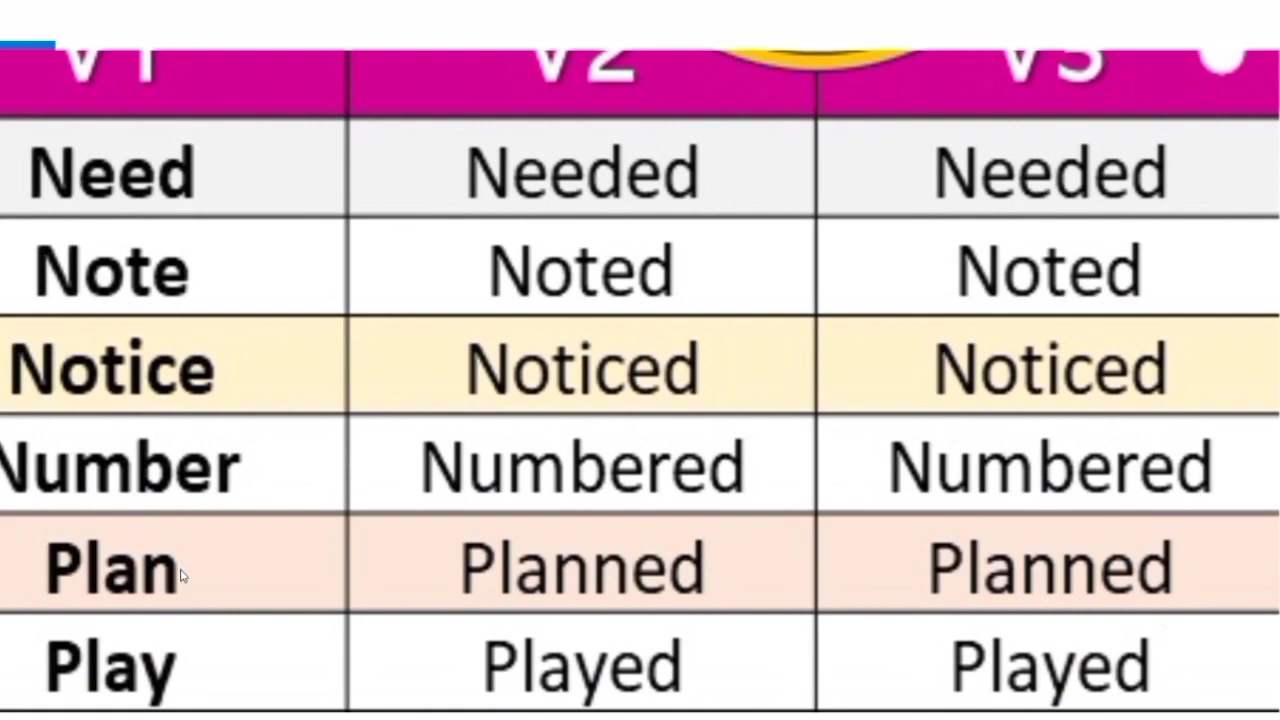 V1 V2 V3
Need Needed Needed
Note Noted Noted
Notice Noticed Noticed
Number Numbered Numbered
Plan Planned Planned
Play Played Played